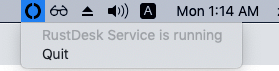 A Mon 1:14 AM
RustDesk Service is running
Quit